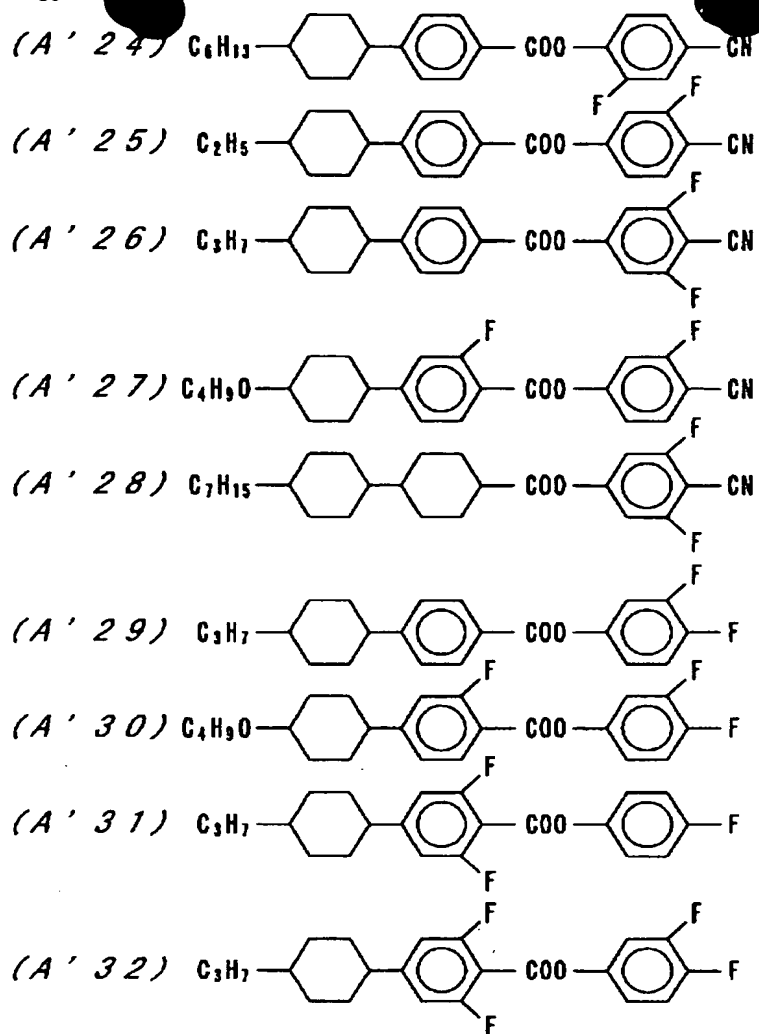 (A'24) C₆H₁₃ COO CN
F
F
(A'25) C₂H₅ COO CN
F
(A'26) C₃H₇ COO CN
F
F F
(A'27) C₄H₉O COO CN
F
(A'28) C₇H₁₅ COO CN
F
F
(A'29) C₃H₇ COO F
F F
(A'30) C₄H₉O COO F
F
(A'31) C₃H₇ COO F
F
F F
(A'32) C₃H₇ COO F
F